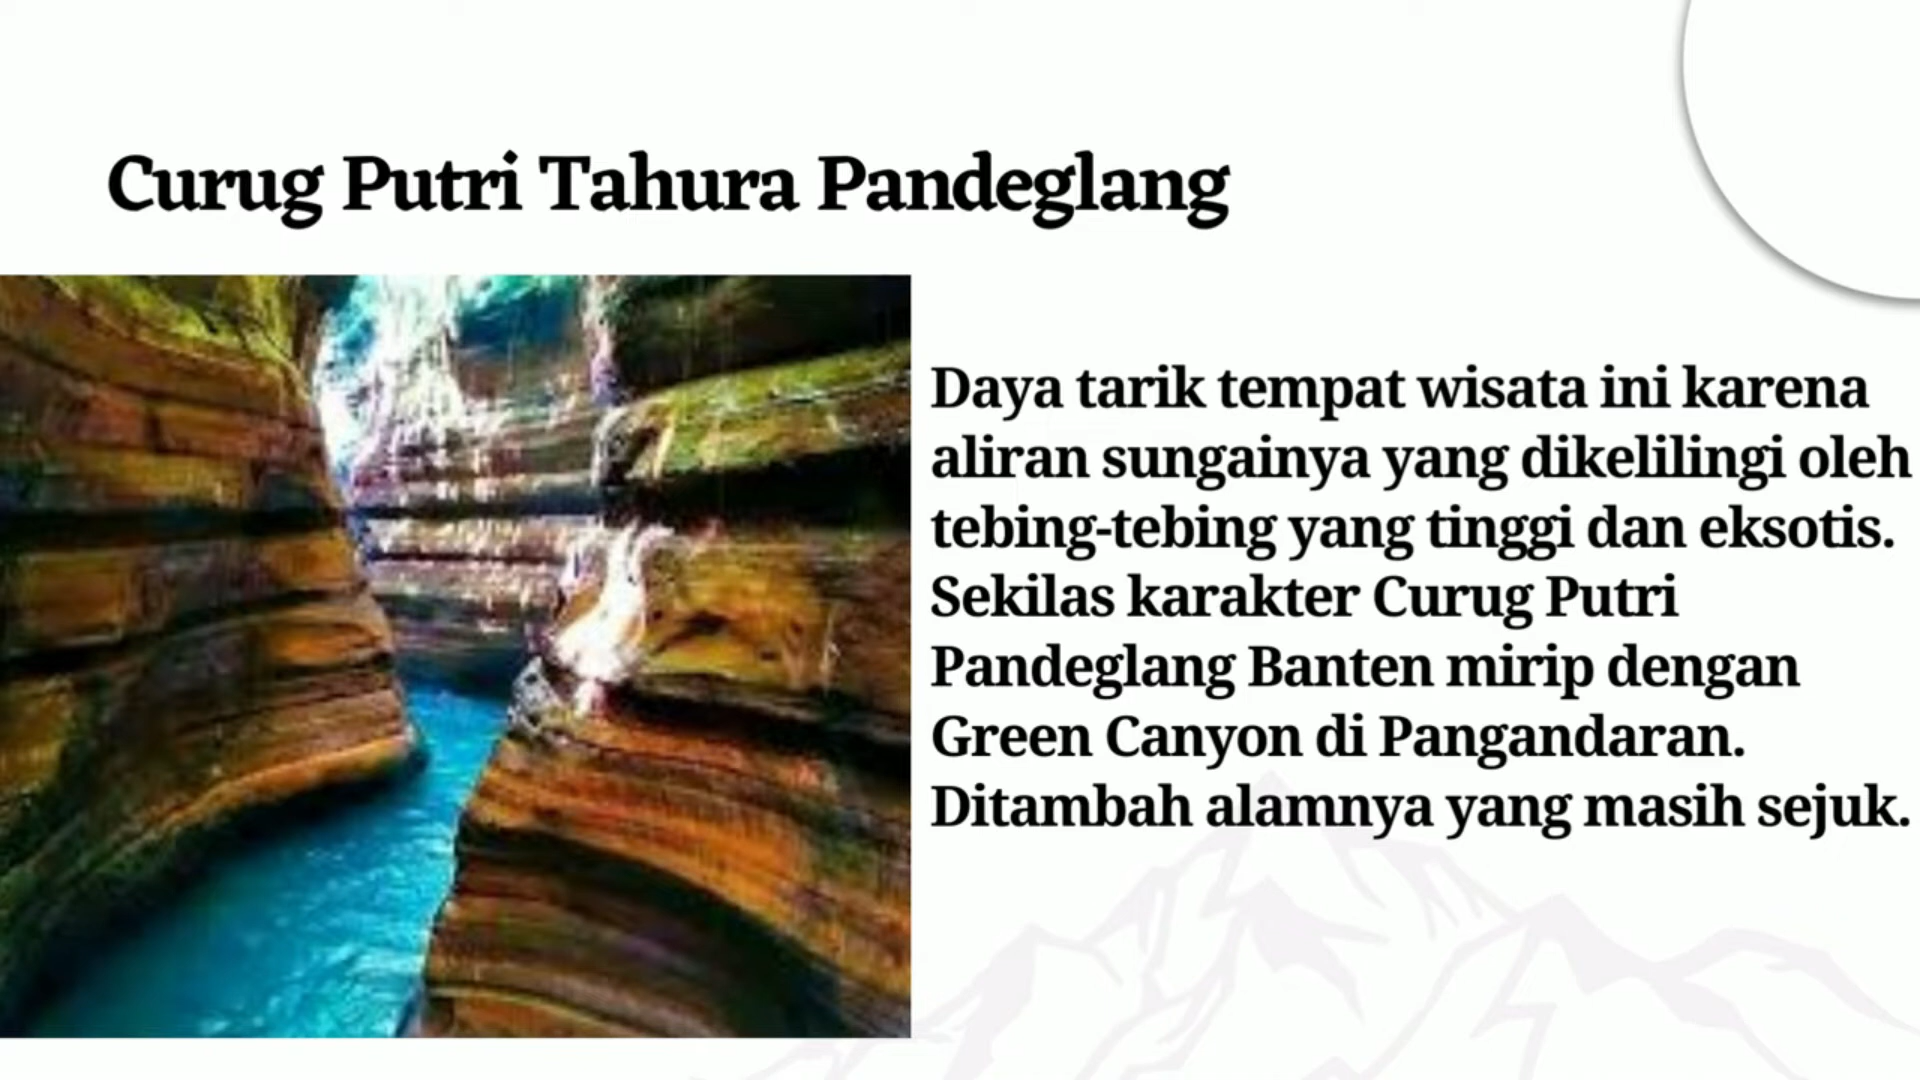 Curug Putri Tahura Pandeglang
Daya tarik tempat wisata ini karena
aliran sungainya yang dikelilingi oleh
tebing-tebing yang tinggi dan eksotis.
Sekilas karakter Curug Putri
Pandeglang Banten mirip dengan
Green Canyon di Pangandaran.
Ditambah alamnya yang masih sejuk.